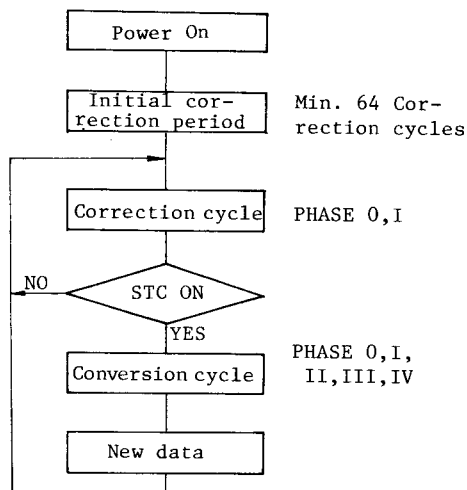 Power On
Initial cor-
rection period
Min. 64 Cor-
rection cycles
Correction cycle
PHASE 0,I
NO
STC ON
YES
Conversion cycle
PHASE 0,I,
II,III,IV
New data